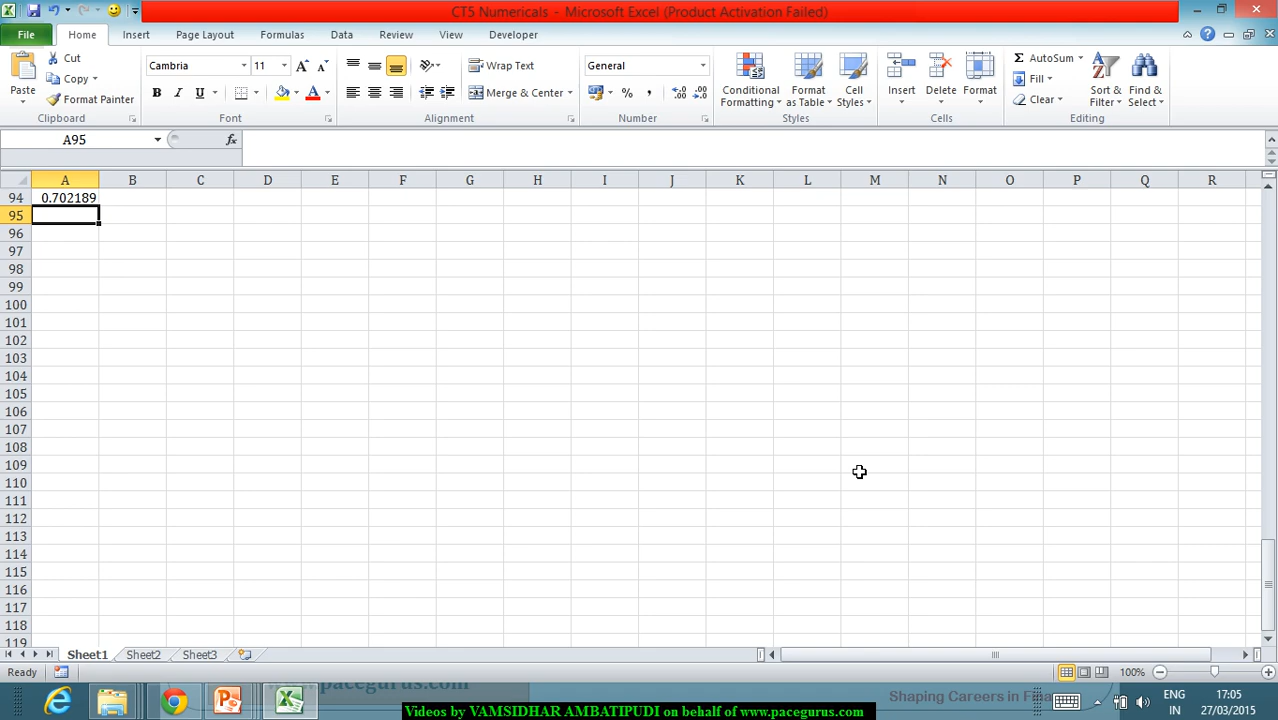 CT5 Numericals - Microsoft Excel (Product Activation Failed)
File Home Insert Page Layout Formulas Data Review View Developer
Paste
Cut
Copy
Format Painter
Clipboard
Cambria 11
B I U
Font
Wrap Text
Merge & Center
Alignment
General
%
Number
Conditional Formatting
Format as Table
Cell Styles
Styles
Insert
Delete
Format
Cells
AutoSum
Fill
Clear
Sort & Filter
Find & Select
Editing
A95
fx
A B C D E F G H I J K L M N O P Q R
94 0.702189
95
96
97
98
99
100
101
102
103
104
105
106
107
108
109
110
111
112
113
114
115
116
117
118
119
Sheet1 Sheet2 Sheet3
Ready
100%
www.pacegurus.com
Shaping Careers in Fina
ENG
IN
17:05
27/03/2015
Videos by VAMSIDHAR AMBATIPUDI on behalf of www.pacegurus.com